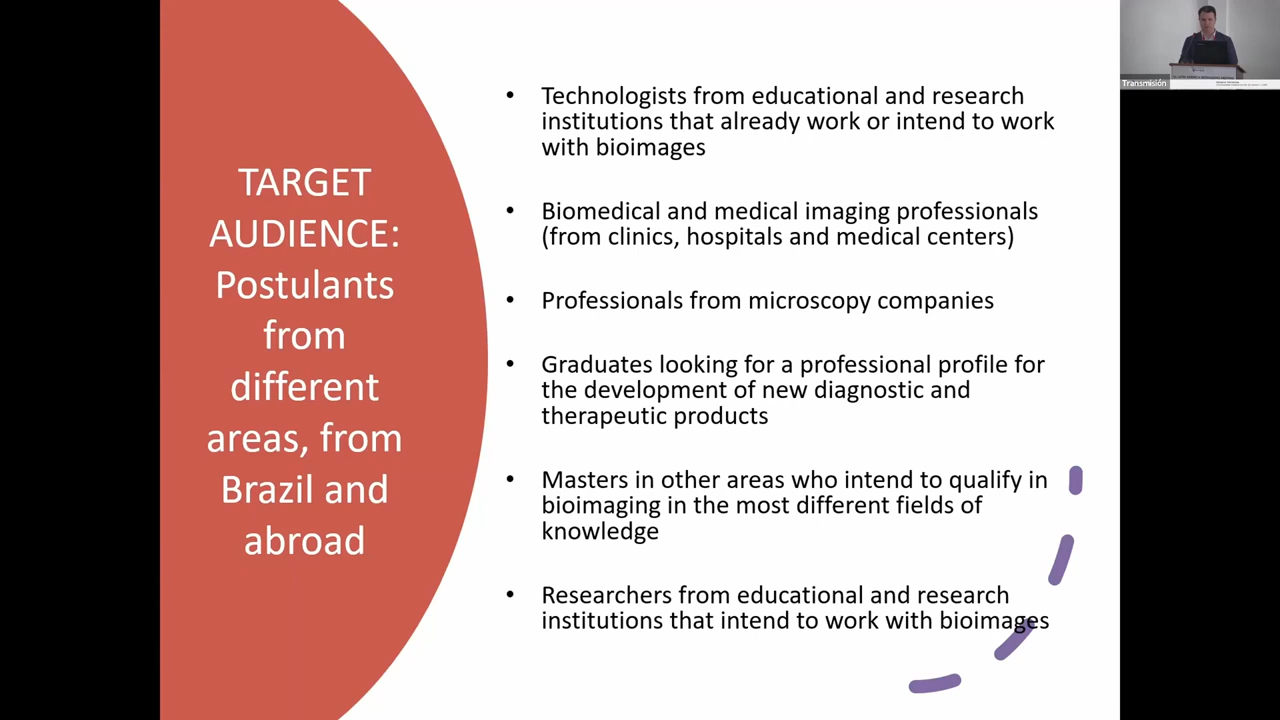 TARGET
AUDIENCE:
Postulants
from
different
areas, from
Brazil and
abroad
• Technologists from educational and research
institutions that already work or intend to work
with bioimages
• Biomedical and medical imaging professionals
(from clinics, hospitals and medical centers)
• Professionals from microscopy companies
• Graduates looking for a professional profile for
the development of new diagnostic and
therapeutic products
• Masters in other areas who intend to qualify in
bioimaging in the most different fields of
knowledge
• Researchers from educational and research
institutions that intend to work with bioimages
Transmisión